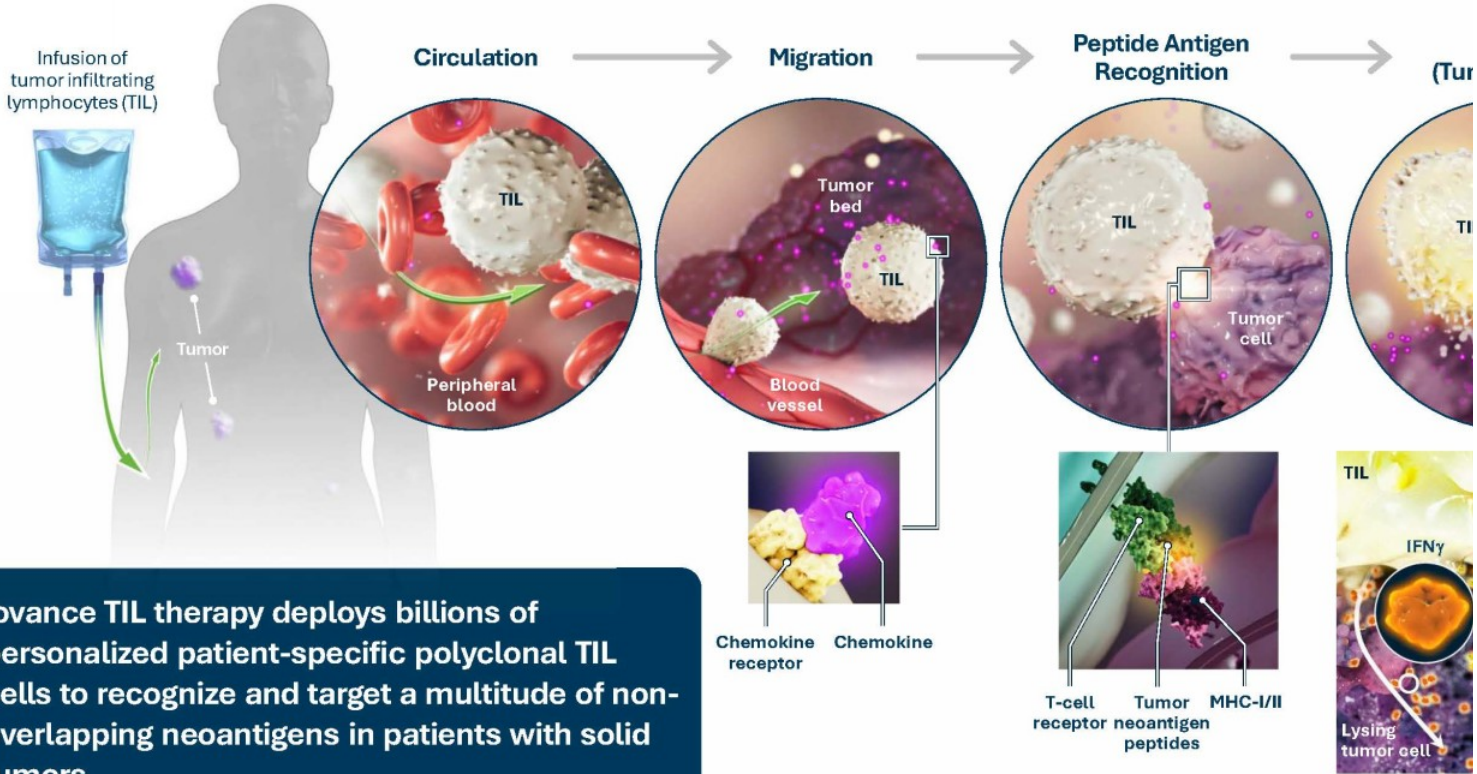 Infusion of
tumor infiltrating
lymphocytes (TIL)
Tumor
Circulation
TIL
Peripheral
blood
Migration
Tumor
bed
TIL
Blood
vessel
Chemokine
receptor
Chemokine
Peptide Antigen
Recognition
TIL
Tumor
cell
T-cell
receptor
Tumor
neoantigen
peptides
MHC-I/II
TIL
IFNγ
Lysing
tumor cell
TIL therapy deploys billions of
patient-specific polyclonal TIL
to recognize and target a multitude of non-
neoantigens in patients with solid